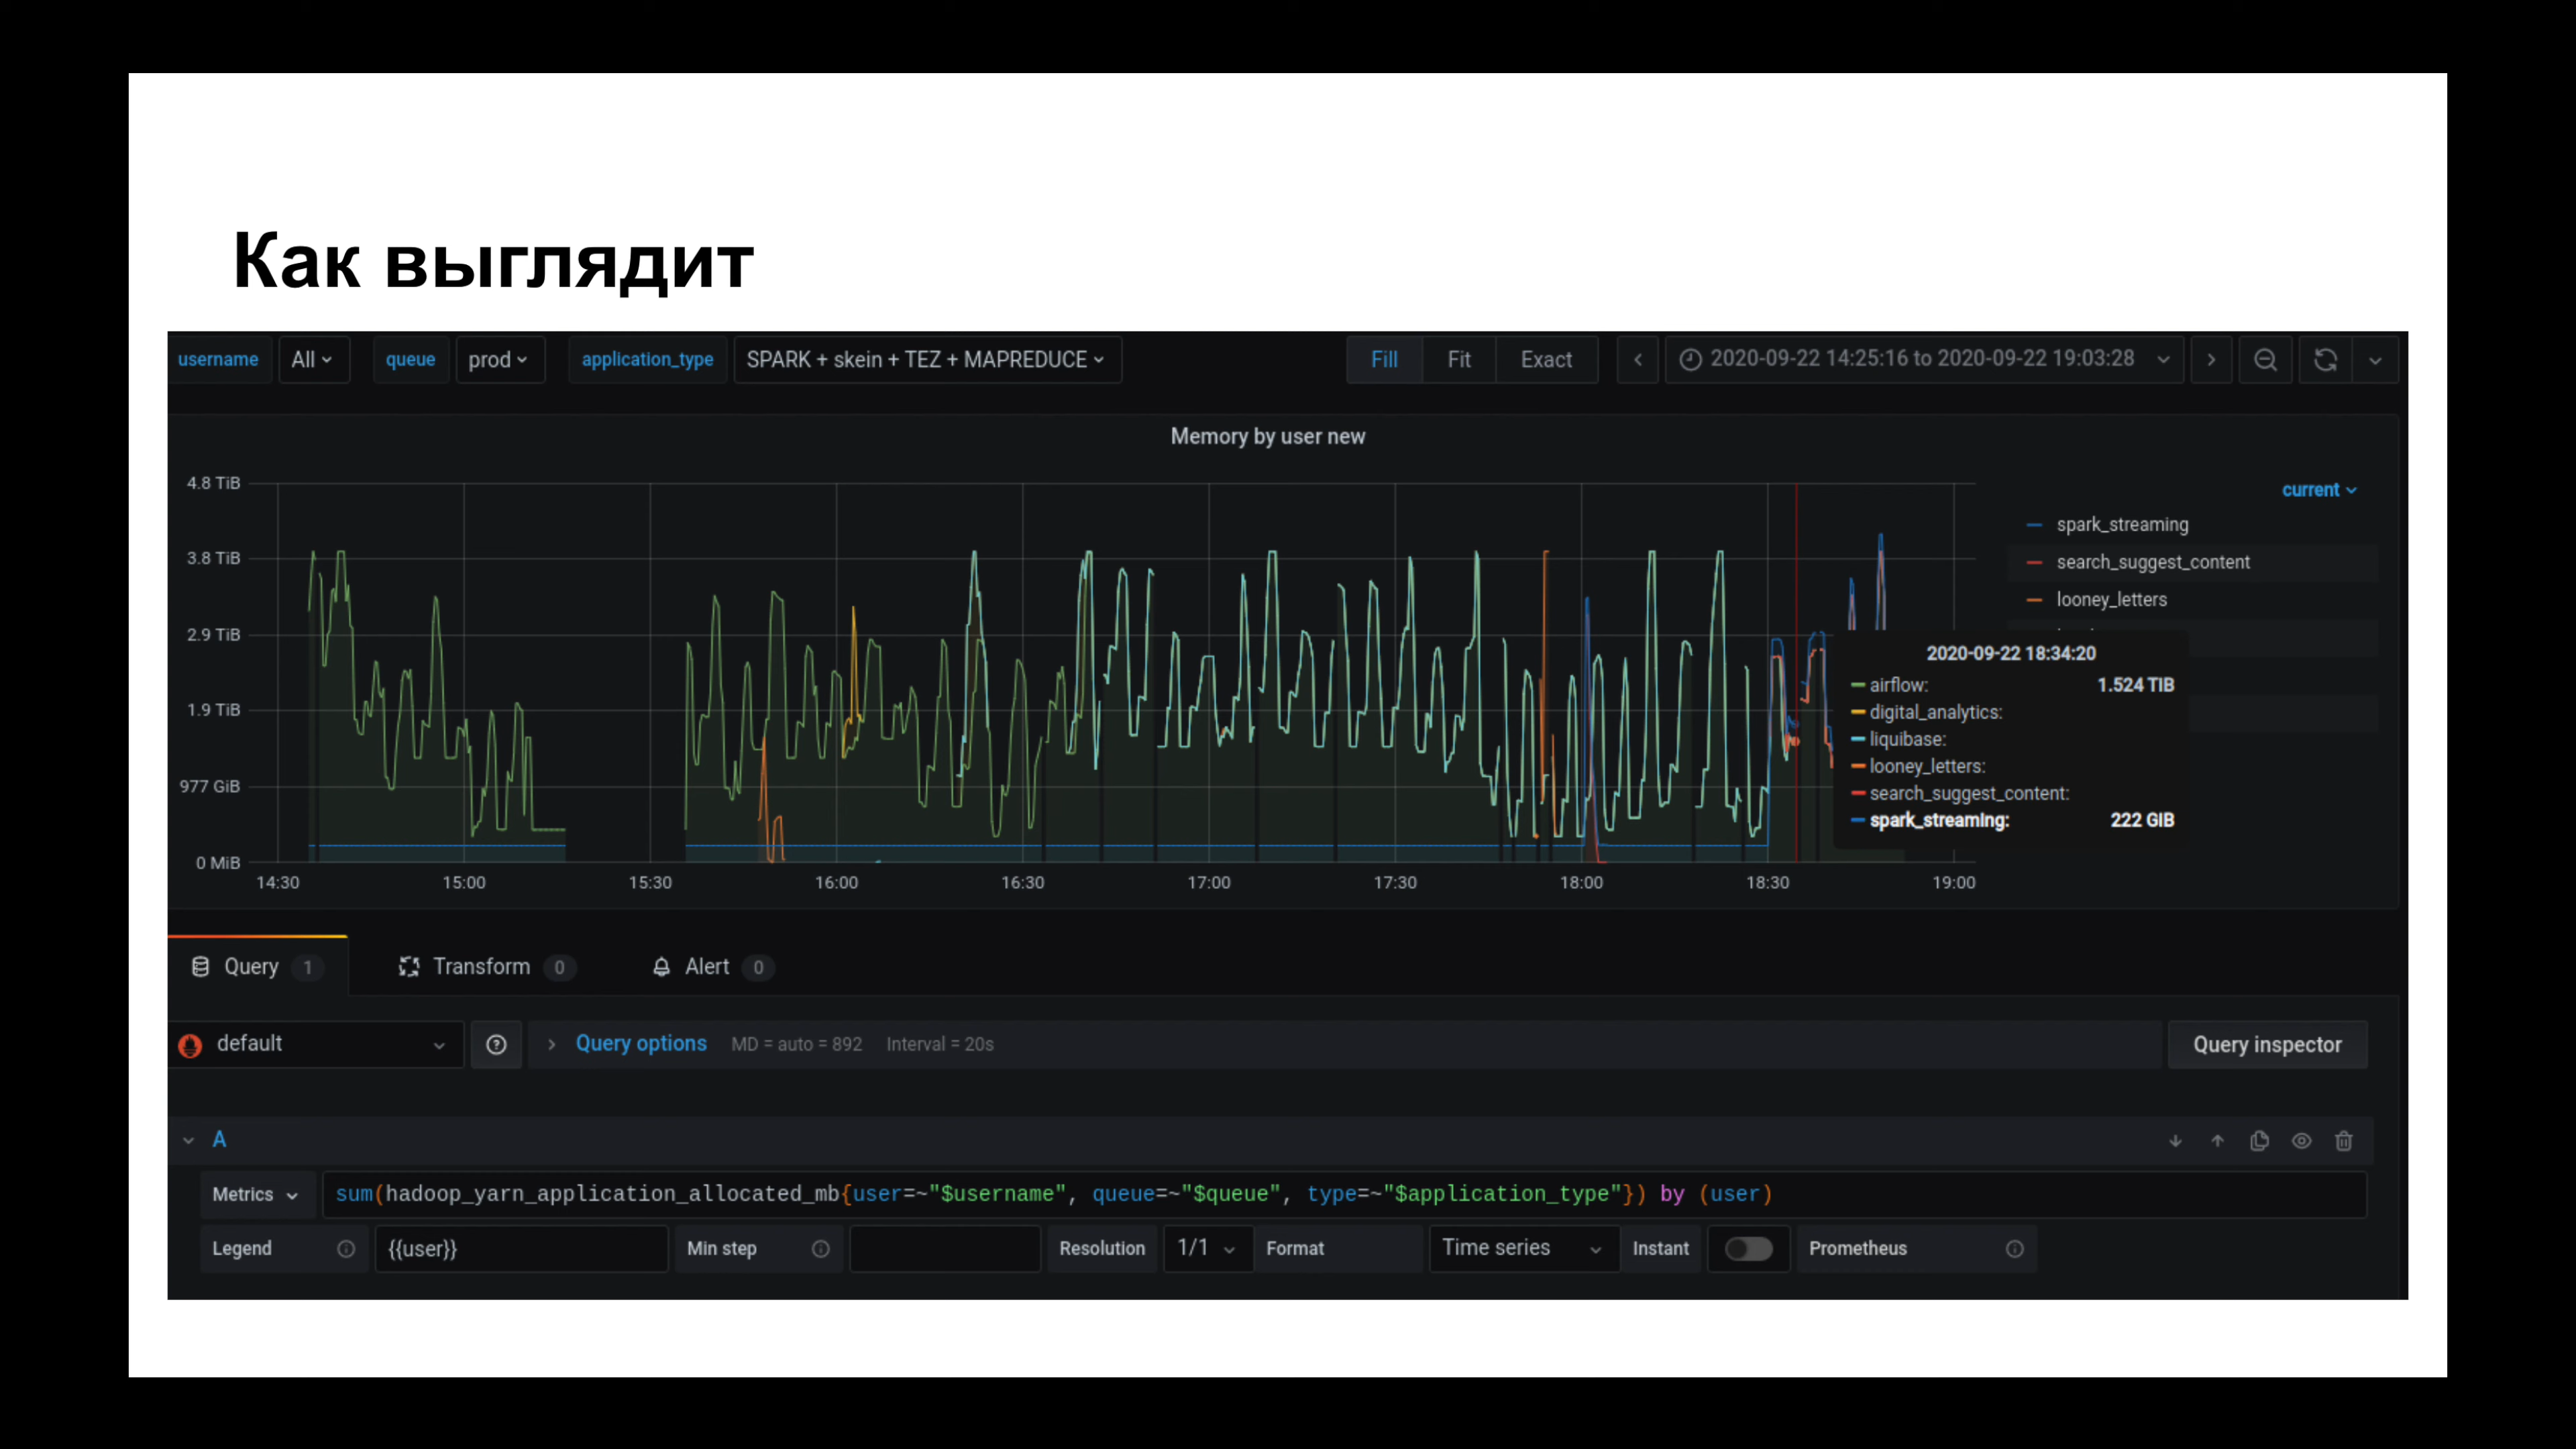 Как выглядит
username All queue prod application_type SPARK + skein + TEZ + MAPREDUCE Fill Fit Exact 2020-09-22 14:25:16 to 2020-09-22 19:03:28
Memory by user new
4.8 TiB
3.8 TiB
2.9 TiB
1.9 TiB
977 GiB
0 MiB
14:30 15:00 15:30 16:00 16:30 17:00 17:30 18:00 18:30 19:00
current
spark_streaming
search_suggest_content
looney_letters
2020-09-22 18:34:20
airflow: 1.524 TIB
digital_analytics:
liquibase:
looney_letters:
search_suggest_content:
spark_streaming: 222 GIB
Query 1 Transform 0 Alert 0
default Query options MD = auto = 892 Interval = 20s Query inspector
A
Metrics sum(hadoop_yarn_application_allocated_mb{user=~"$username", queue=~"$queue", type=~"$application_type"}) by (user)
Legend {{user}} Min step Resolution 1/1 Format Time series Instant Prometheus